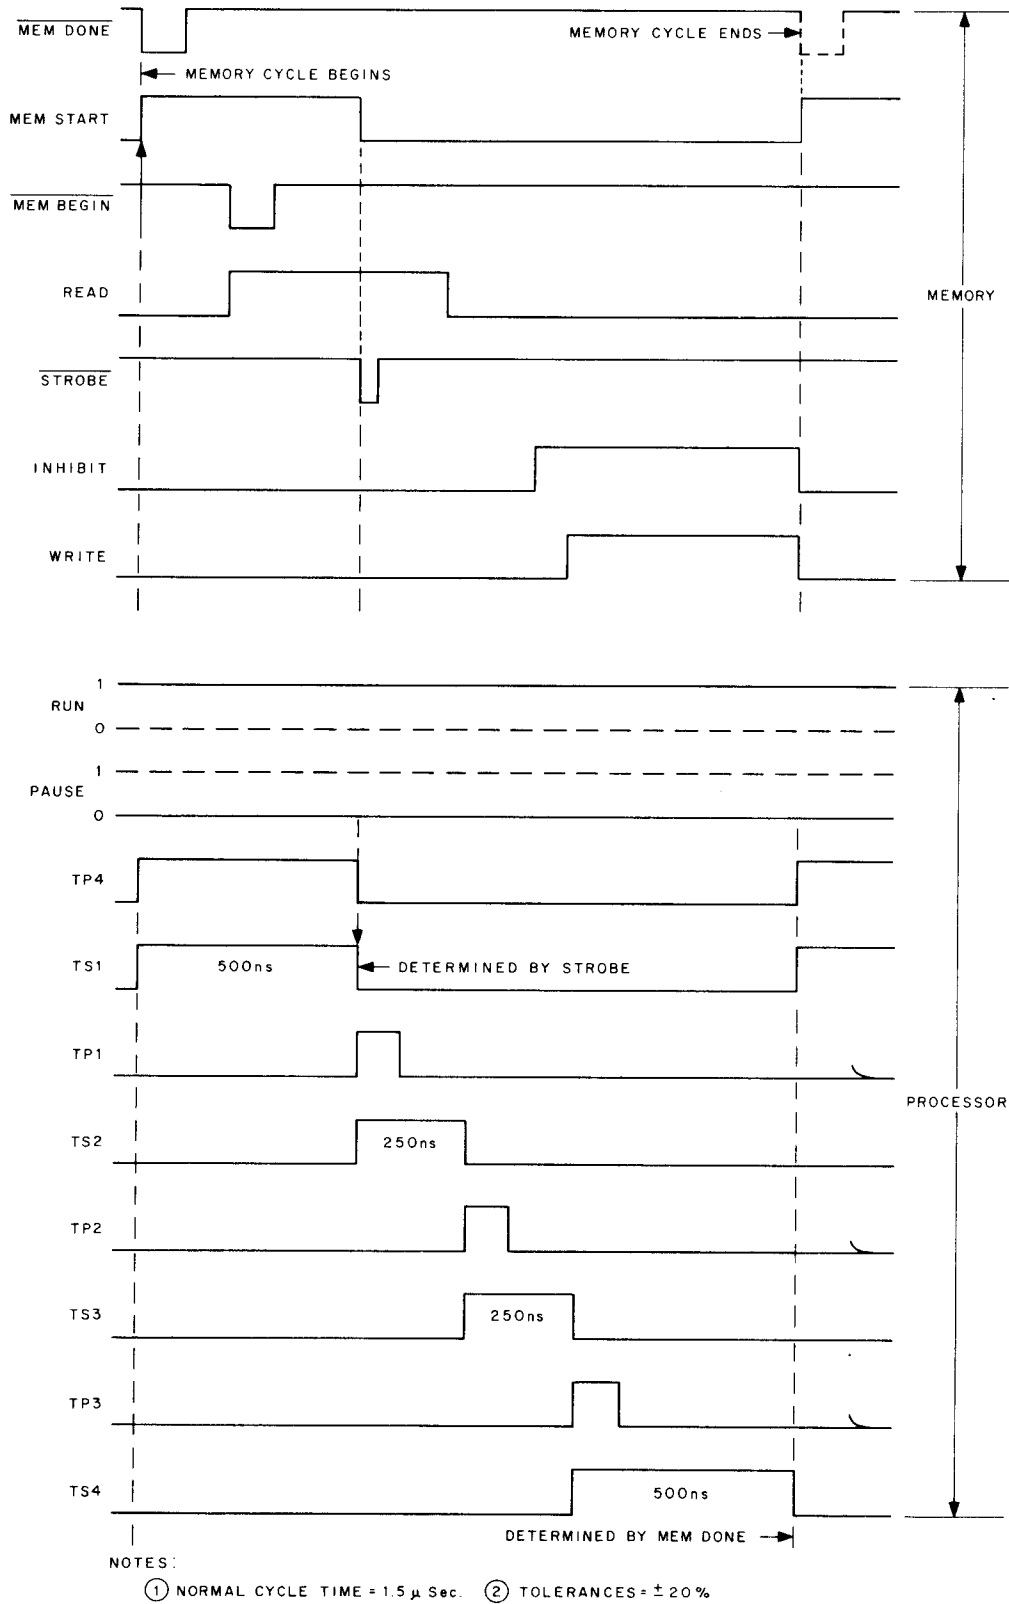 MEM DONE
MEMORY CYCLE ENDS
MEMORY CYCLE BEGINS
MEM START
MEM BEGIN
READ
MEMORY
STROBE
INHIBIT
WRITE
1
RUN
0
1
PAUSE
0
TP4
TS1
500ns
DETERMINED BY STROBE
TP1
PROCESSOR
TS2
250ns
TP2
TS3
250ns
TP3
TS4
500ns
DETERMINED BY MEM DONE
NOTES:
① NORMAL CYCLE TIME = 1.5 µ Sec. ② TOLERANCES = ± 20%